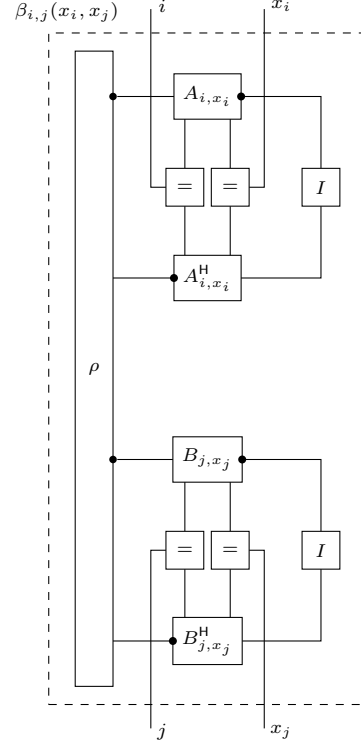 β_{i,j}(x_i, x_j)
i x_i
A_{i,x_i}
= = I
A^H_{i,x_i}
ρ
B_{j,x_j}
= = I
B^H_{j,x_j}
j x_j